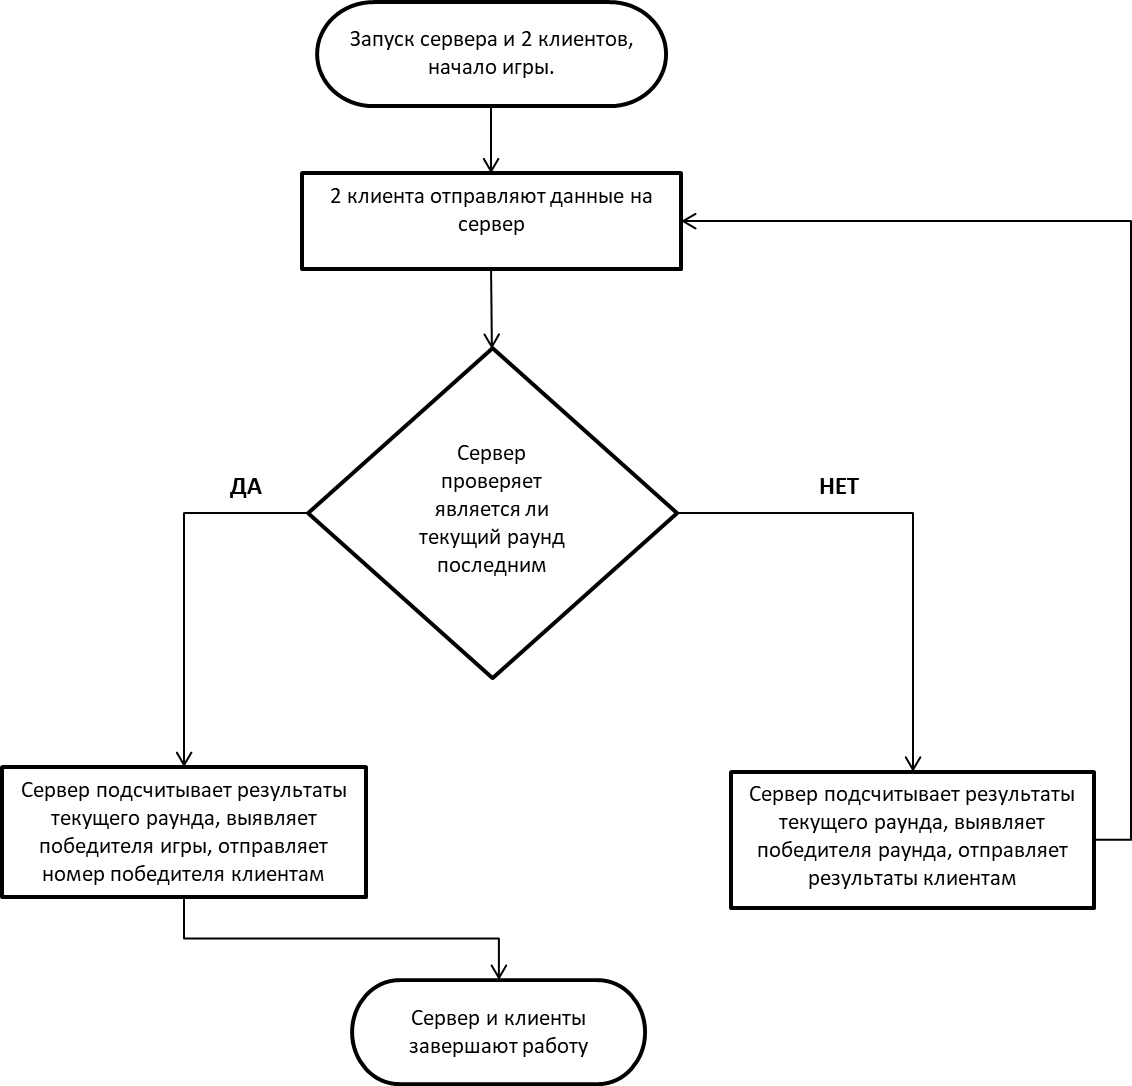 Запуск сервера и 2 клиентов,
начало игры.
2 клиента отправляют данные на
сервер
Сервер
проверяет
является ли
текущий раунд
последним
ДА
НЕТ
Сервер подсчитывает результаты
текущего раунда, выявляет
победителя игры, отправляет
номер победителя клиентам
Сервер подсчитывает результаты
текущего раунда, выявляет
победителя раунда, отправляет
результаты клиентам
Сервер и клиенты
завершают работу